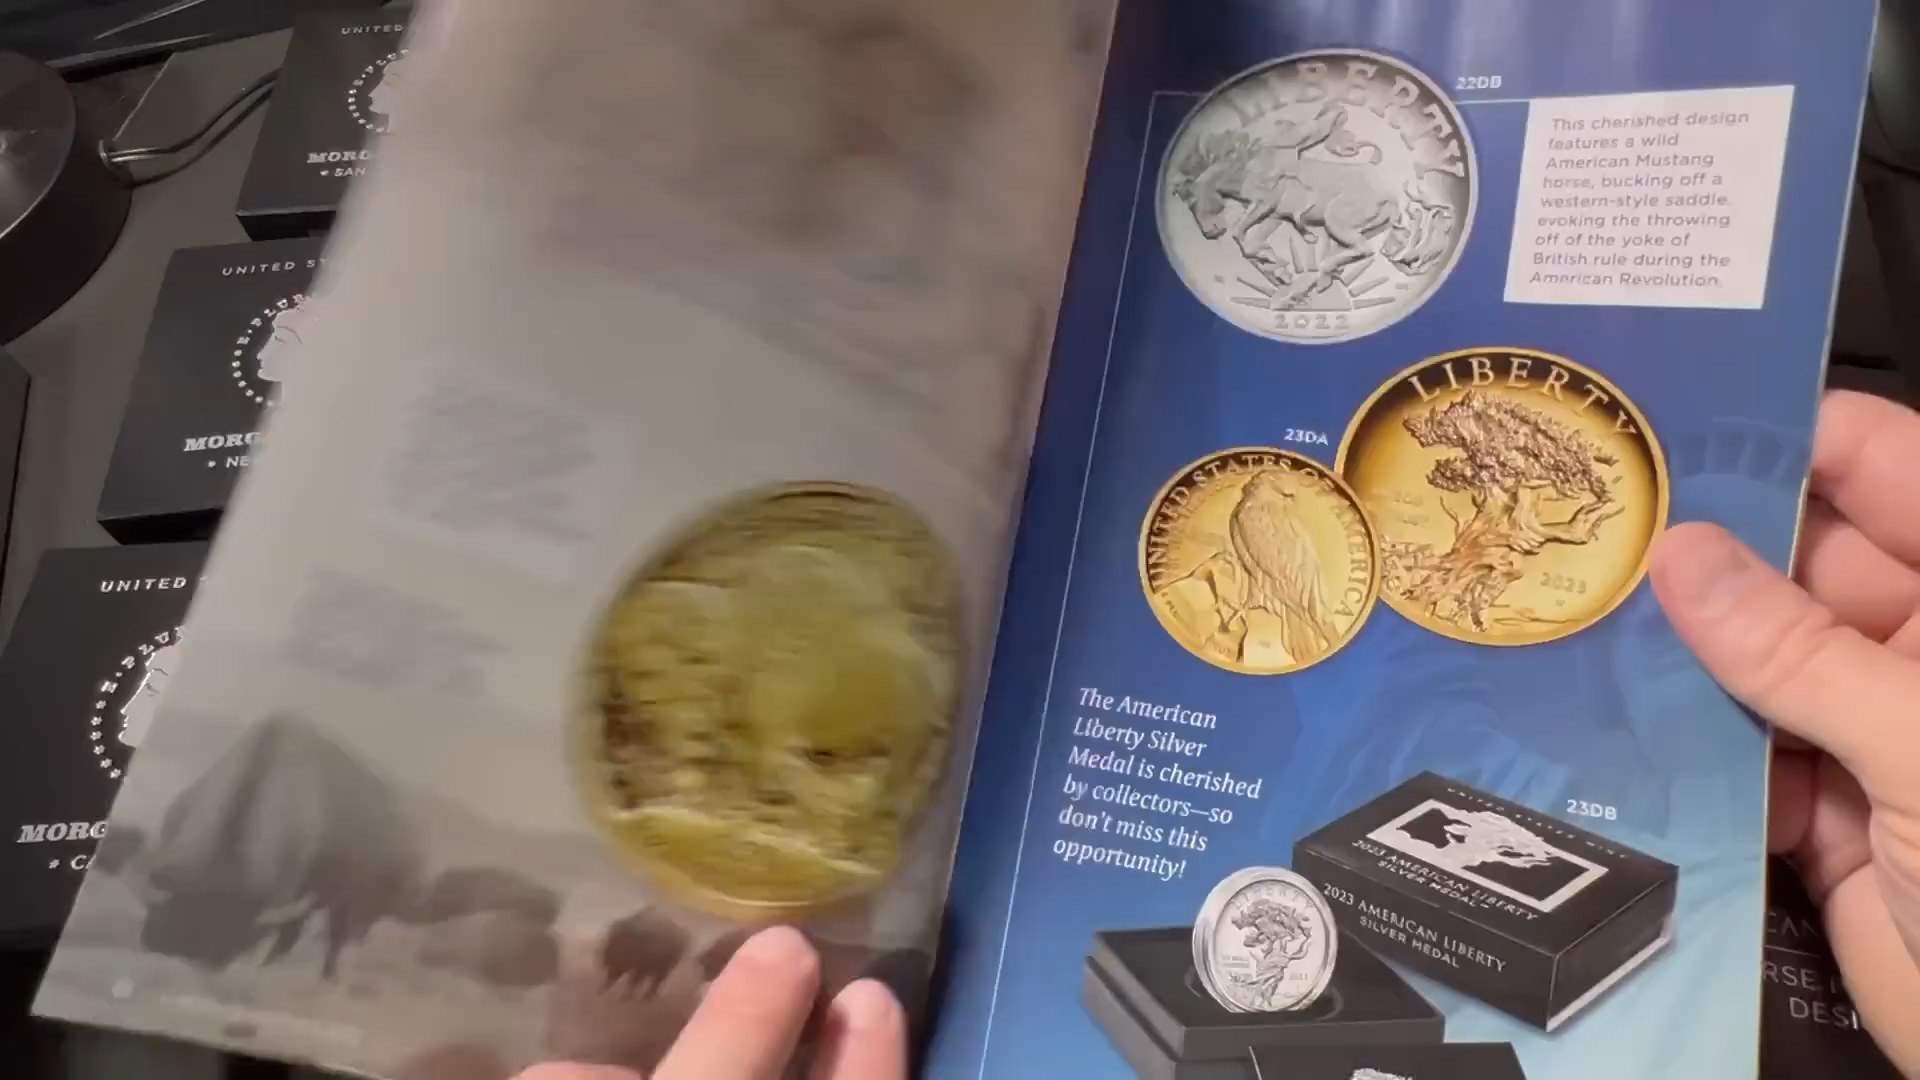 UNITED
MORG
SAN
UNITED ST
E·PLUR
MORG
NE
UNITED S
E·PLU
MORG
C
22DB
LIBERTY
2022
This cherished design
features a wild
American Mustang
horse, bucking off a
western-style saddle,
evoking the throwing
off of the yoke of
British rule during the
American Revolution.
23DA
UNITED STATES OF AMERICA
LIBERTY
2023
The American
Liberty Silver
Medal is cherished
by collectors—so
don't miss this
opportunity!
23DB
UNITED STATES MINT
2023 AMERICAN LIBERTY
SILVER MEDAL™
2023 AMERICAN LIBERTY
SILVER MEDAL
LIBERTY
CAN
RSE
DESI